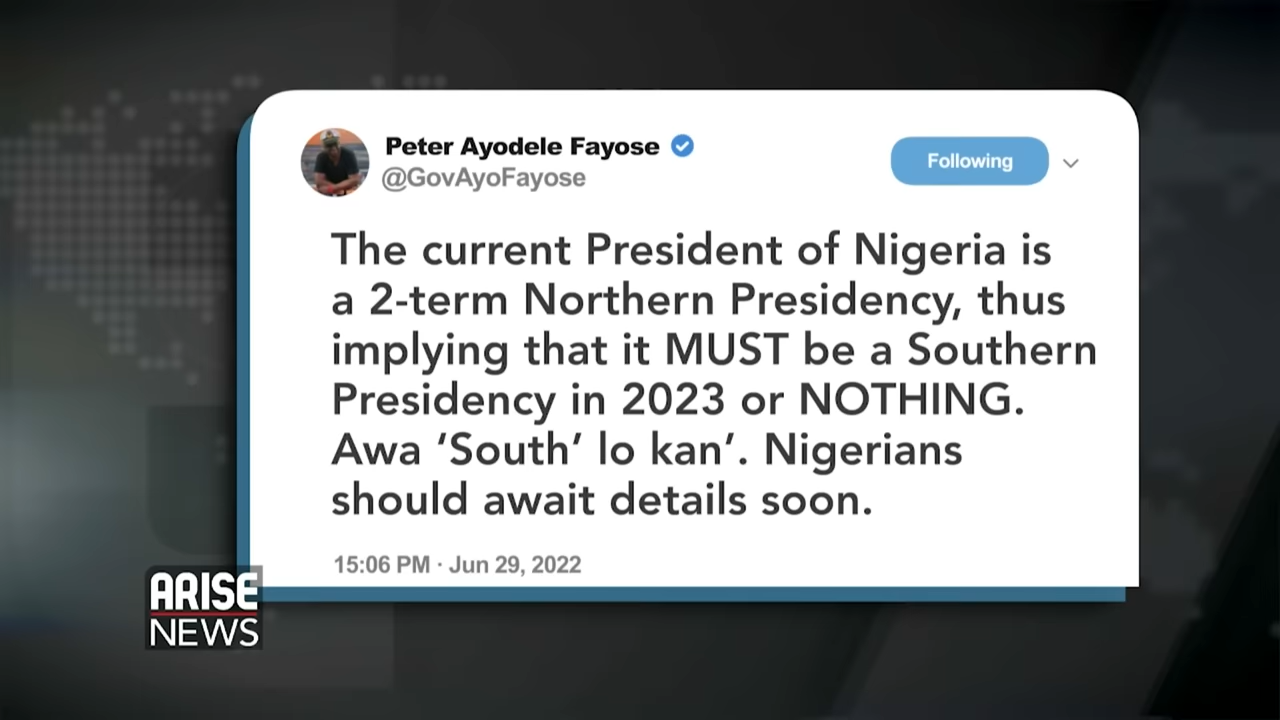 Peter Ayodele Fayose
@GovAyoFayose
Following
The current President of Nigeria is
a 2-term Northern Presidency, thus
implying that it MUST be a Southern
Presidency in 2023 or NOTHING.
Awa ‘South’ lo kan’. Nigerians
should await details soon.
15:06 PM · Jun 29, 2022
ARISE
NEWS